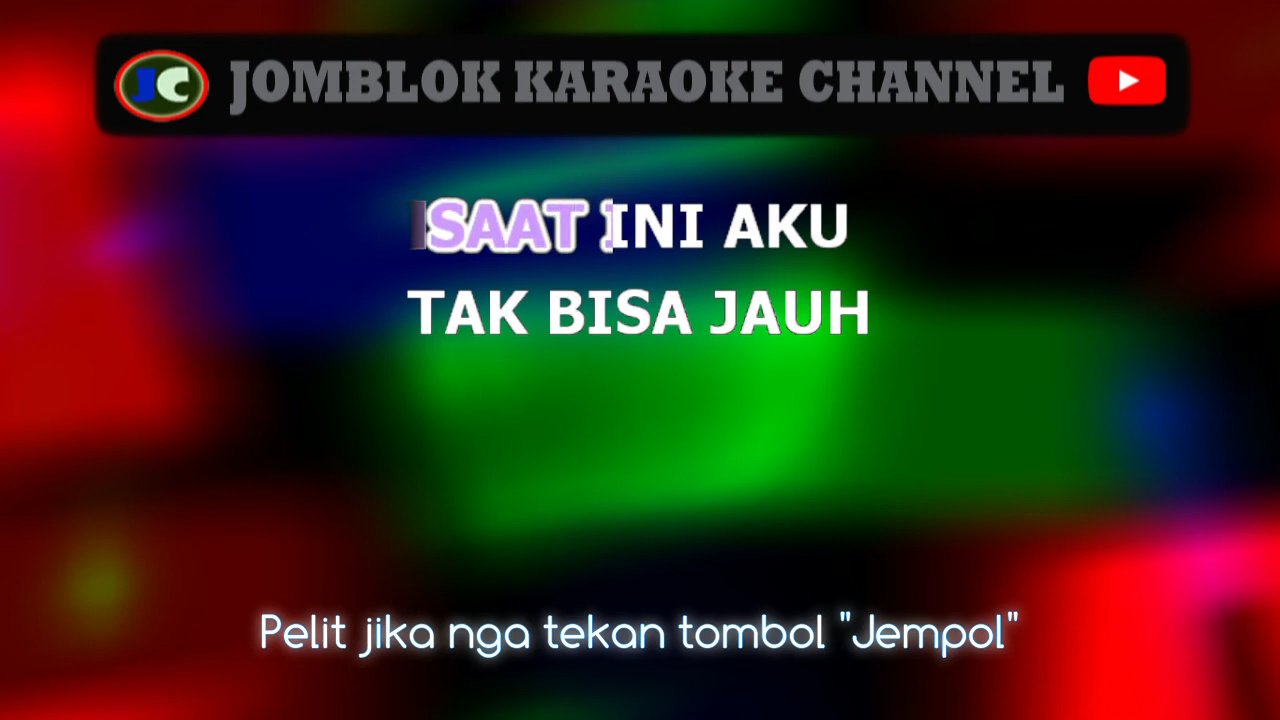 JC JOMBLOK KARAOKE CHANNEL
SAAT INI AKU
TAK BISA JAUH
Pelit jika nga tekan tombol "Jempol"